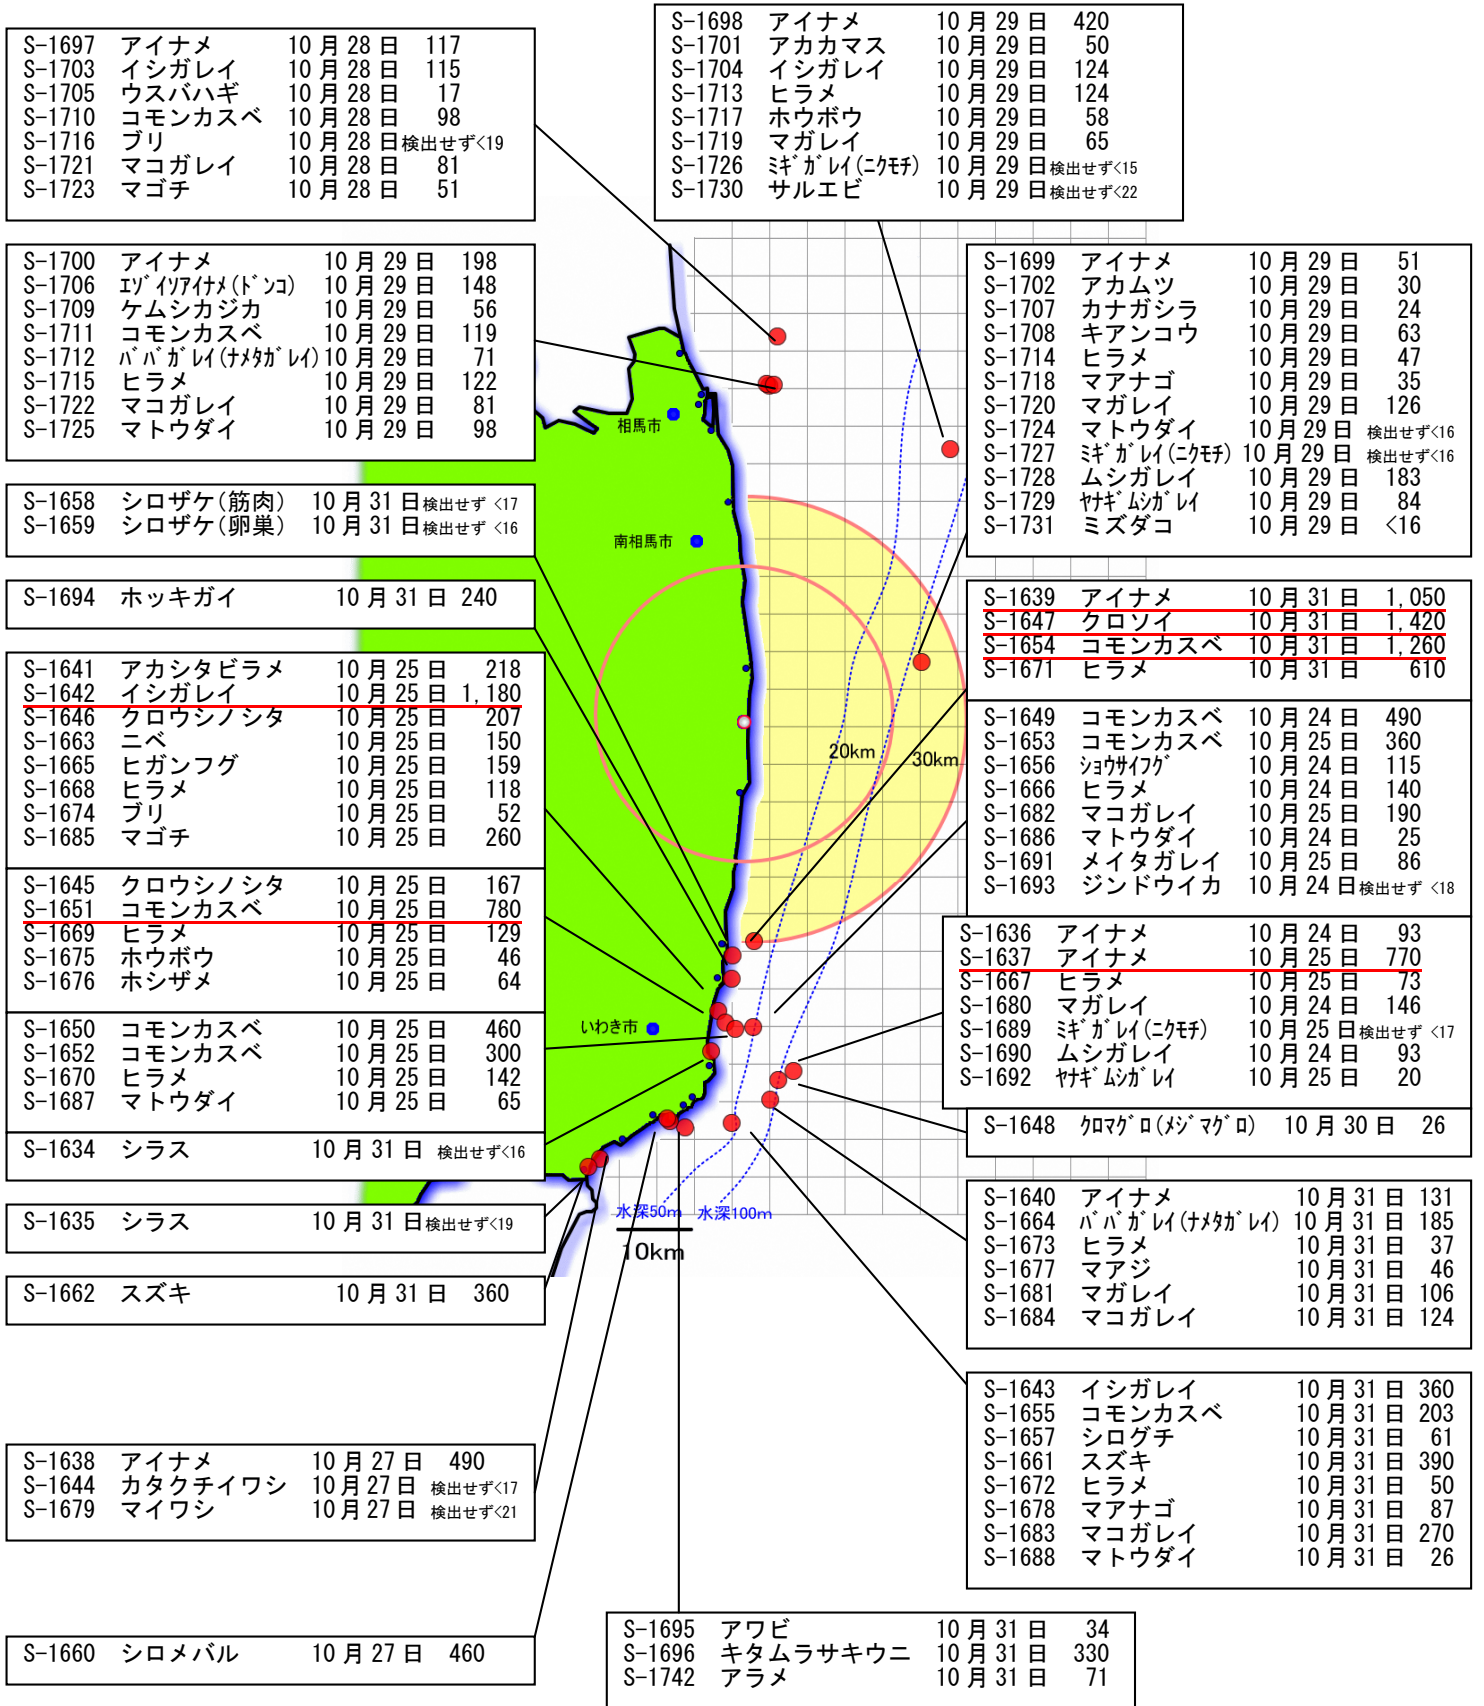 S-1697 アイナメ 10月28日 117
S-1703 イシガレイ 10月28日 115
S-1705 ウスバハギ 10月28日 17
S-1710 コモンカスベ 10月28日 98
S-1716 ブリ 10月28日 検出せず<19
S-1721 マコガレイ 10月28日 81
S-1723 マゴチ 10月28日 51
S-1698 アイナメ 10月29日 420
S-1701 アカカマス 10月29日 50
S-1704 イシガレイ 10月29日 124
S-1713 ヒラメ 10月29日 124
S-1717 ホウボウ 10月29日 58
S-1719 マガレイ 10月29日 65
S-1726 ミギガレイ(ニクモチ) 10月29日 検出せず<15
S-1730 サルエビ 10月29日 検出せず<22
S-1700 アイナメ 10月29日 198
S-1706 エゾイソアイナメ(ドンコ) 10月29日 148
S-1709 ケムシカジカ 10月29日 56
S-1711 コモンカスベ 10月29日 119
S-1712 ババガレイ(ナメタガレイ) 10月29日 71
S-1715 ヒラメ 10月29日 122
S-1722 マコガレイ 10月29日 81
S-1725 マトウダイ 10月29日 98
S-1699 アイナメ 10月29日 51
S-1702 アカムツ 10月29日 30
S-1707 カナガシラ 10月29日 24
S-1708 キアンコウ 10月29日 63
S-1714 ヒラメ 10月29日 47
S-1718 マアナゴ 10月29日 35
S-1720 マガレイ 10月29日 126
S-1724 マトウダイ 10月29日 検出せず<16
S-1727 ミギガレイ(ニクモチ) 10月29日 検出せず<16
S-1728 ムシガレイ 10月29日 183
S-1729 ヤナギムシガレイ 10月29日 84
S-1731 ミズダコ 10月29日 <16
S-1658 シロザケ(筋肉) 10月31日 検出せず <17
S-1659 シロザケ(卵巣) 10月31日 検出せず <16
S-1694 ホッキガイ 10月31日 240
S-1639 アイナメ 10月31日 1,050
S-1647 クロソイ 10月31日 1,420
S-1654 コモンカスベ 10月31日 1,260
S-1671 ヒラメ 10月31日 610
S-1641 アカシタビラメ 10月25日 218
S-1642 イシガレイ 10月25日 1,180
S-1646 クロウシノシタ 10月25日 207
S-1663 ニベ 10月25日 150
S-1665 ヒガンフグ 10月25日 159
S-1668 ヒラメ 10月25日 118
S-1674 ブリ 10月25日 52
S-1685 マゴチ 10月25日 260
S-1649 コモンカスベ 10月24日 490
S-1653 コモンカスベ 10月25日 360
S-1656 ショウサイフグ 10月24日 115
S-1666 ヒラメ 10月24日 140
S-1682 マコガレイ 10月25日 190
S-1686 マトウダイ 10月24日 25
S-1691 メイタガレイ 10月25日 86
S-1693 ジンドウイカ 10月24日 検出せず <18
S-1645 クロウシノシタ 10月25日 167
S-1651 コモンカスベ 10月25日 780
S-1669 ヒラメ 10月25日 129
S-1675 ホウボウ 10月25日 46
S-1676 ホシザメ 10月25日 64
S-1636 アイナメ 10月24日 93
S-1637 アイナメ 10月25日 770
S-1667 ヒラメ 10月25日 73
S-1680 マガレイ 10月24日 146
S-1689 ミギガレイ(ニクモチ) 10月25日 検出せず <17
S-1690 ムシガレイ 10月24日 93
S-1692 ヤナギムシガレイ 10月25日 20
S-1650 コモンカスベ 10月25日 460
S-1652 コモンカスベ 10月25日 300
S-1670 ヒラメ 10月25日 142
S-1687 マトウダイ 10月25日 65
S-1648 クロマグロ(メジマグロ) 10月30日 26
S-1634 シラス 10月31日 検出せず<16
S-1635 シラス 10月31日 検出せず<19
S-1662 スズキ 10月31日 360
S-1640 アイナメ 10月31日 131
S-1664 ババガレイ(ナメタガレイ) 10月31日 185
S-1673 ヒラメ 10月31日 37
S-1677 マアジ 10月31日 46
S-1681 マガレイ 10月31日 106
S-1684 マコガレイ 10月31日 124
S-1638 アイナメ 10月27日 490
S-1644 カタクチイワシ 10月27日 検出せず<17
S-1679 マイワシ 10月27日 検出せず<21
S-1643 イシガレイ 10月31日 360
S-1655 コモンカスベ 10月31日 203
S-1657 シログチ 10月31日 61
S-1661 スズキ 10月31日 390
S-1672 ヒラメ 10月31日 50
S-1678 マアナゴ 10月31日 87
S-1683 マコガレイ 10月31日 270
S-1688 マトウダイ 10月31日 26
S-1660 シロメバル 10月27日 460
S-1695 アワビ 10月31日 34
S-1696 キタムラサキウニ 10月31日 330
S-1742 アラメ 10月31日 71
相馬市
南相馬市
20km
30km
いわき市
水深50m 水深100m
10km